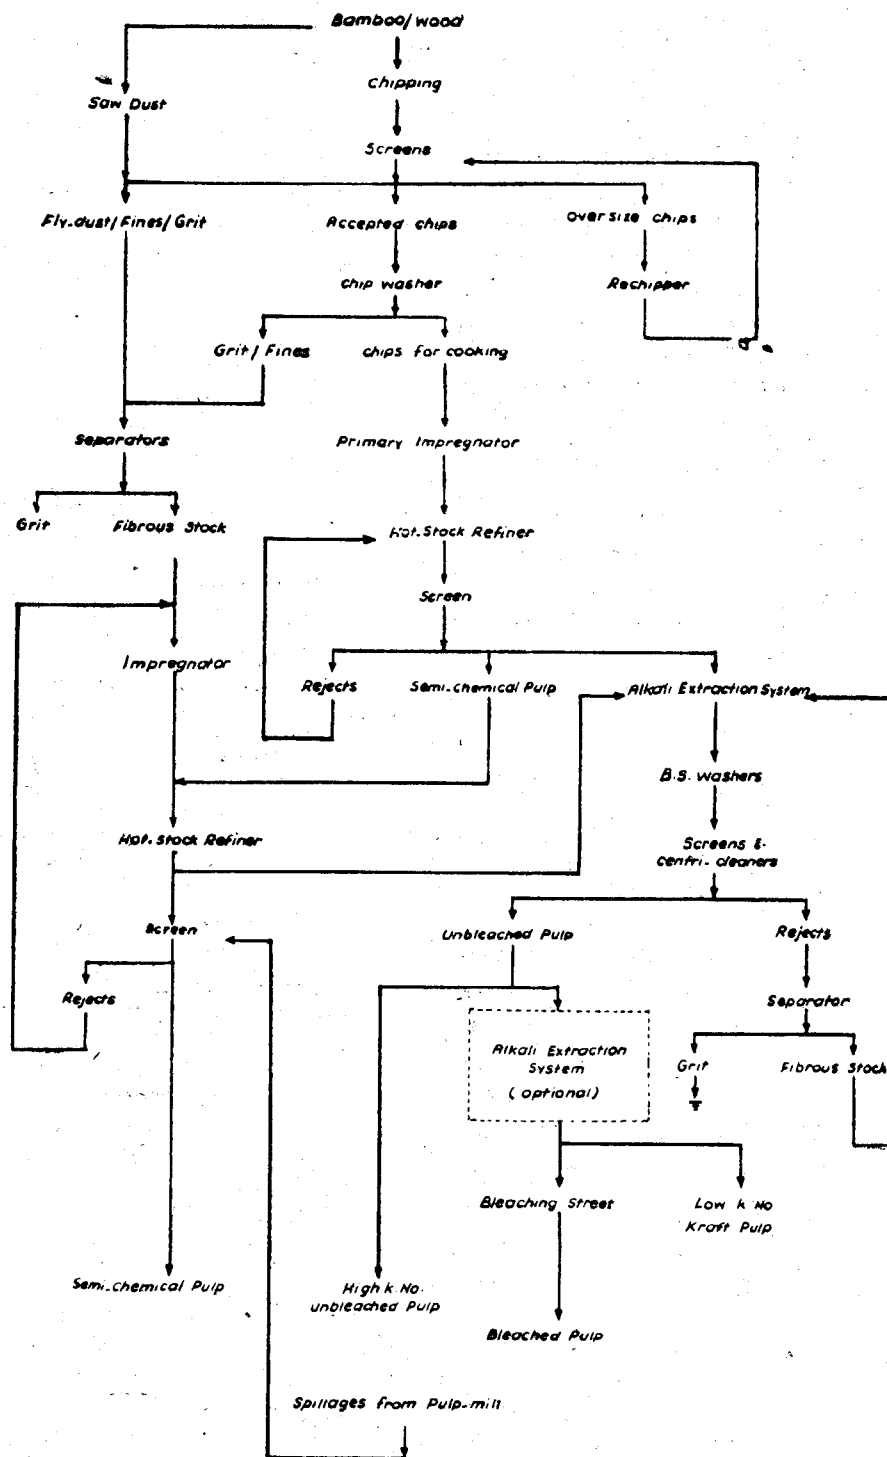 Bamboo/wood
Chipping
Saw Dust
Screens
Fly-dust/Fines/Grit
Accepted chips
Over size chips
Chip washer
Rechipper
Grit/Fines
chips for cooking
Separators
Primary Impregnator
Grit
Fibrous Stock
Hot-Stock Refiner
Screen
Impregnator
Rejects
Semi-chemical Pulp
Alkali Extraction System
B.S. washers
Hot-Stock Refiner
Screens &
centri-cleaners
Screen
Unbleached Pulp
Rejects
Rejects
Separator
Alkali Extraction
System
(optional)
Grit
Fibrous Stock
Bleaching Street
Low k No
Kraft Pulp
Semi-chemical Pulp
High k.No.
unbleached Pulp
Bleached Pulp
Spillages from Pulp-mill